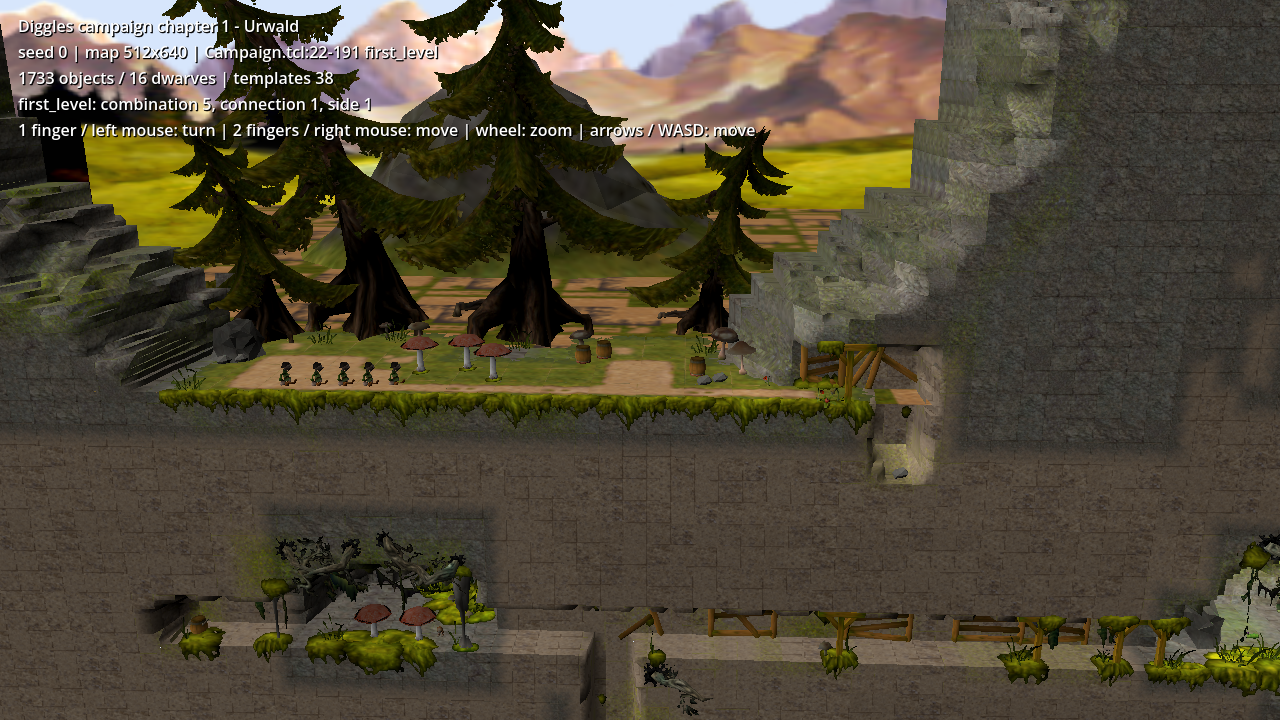 Diggles campaign chapter1 - Urwald
seed 0 | map 512x640 | Campaign.tcl:22-191 first_level
1733 objects / 16 dwarves | templates 38
first_level: combination 5, connection 1, side 1
1 finger / left mouse: turn | 2 fingers / right mouse: move | wheel: zoom | arrows / WASD: move